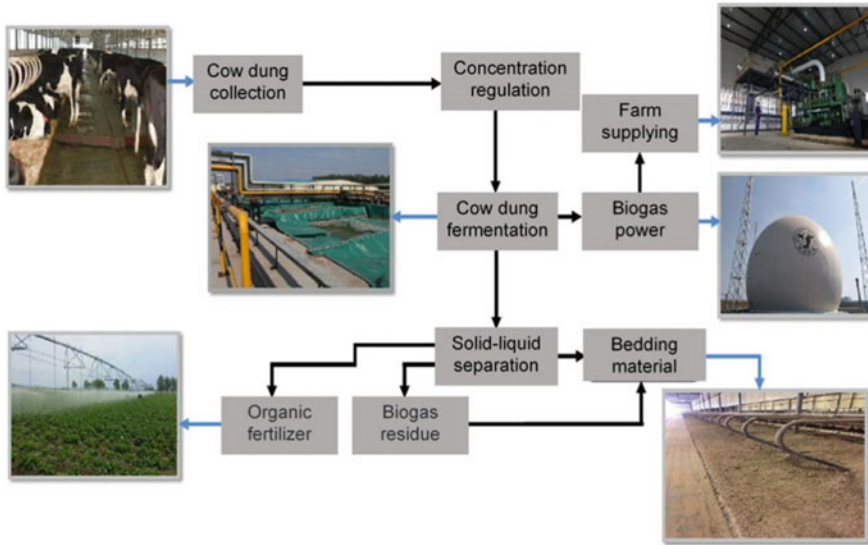 Cow dung
collection
Concentration
regulation
Farm
supplying
Cow dung
fermentation
Biogas
power
Solid-liquid
separation
Bedding
material
Organic
fertilizer
Biogas
residue